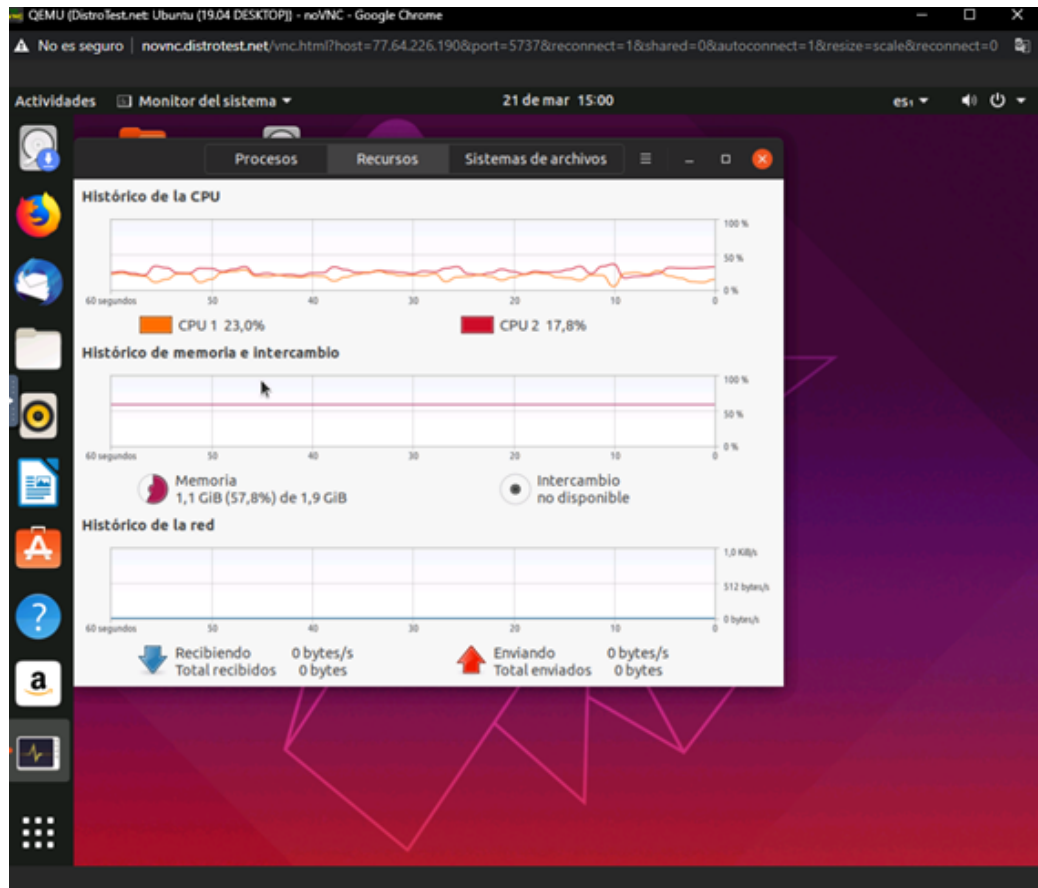 QEMU (DistroTest.net: Ubuntu (19.04 DESKTOP)) - noVNC - Google Chrome
No es seguro | novnc.distrotest.net/vnc.html?host=77.64.226.190&port=5737&reconnect=1&shared=0&autoconnect=1&resize=scale&reconnect=0
Actividades Monitor del sistema 21 de mar 15:00 es₁
Procesos Recursos Sistemas de archivos
Histórico de la CPU
100 %
50 %
0 %
60 segundos 50 40 30 20 10 0
CPU 1 23,0% CPU 2 17,8%
Histórico de memoria e intercambio
100 %
50 %
0 %
60 segundos 50 40 30 20 10 0
Memoria Intercambio
1,1 GiB (57,8%) de 1,9 GiB no disponible
Histórico de la red
1,0 KiB/s
512 bytes/s
0 bytes/s
60 segundos 50 40 30 20 10 0
Recibiendo 0 bytes/s Enviando 0 bytes/s
Total recibidos 0 bytes Total enviados 0 bytes